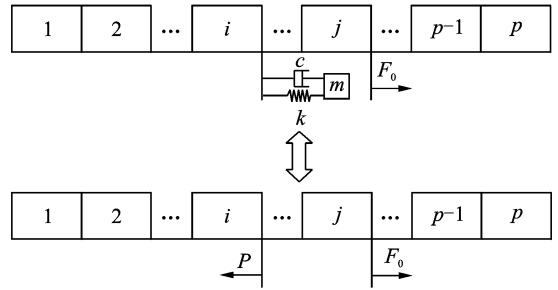 1 2 ... i ... j ... p-1 p
c
F₀
m
k
1 2 ... i ... j ... p-1 p
P F₀